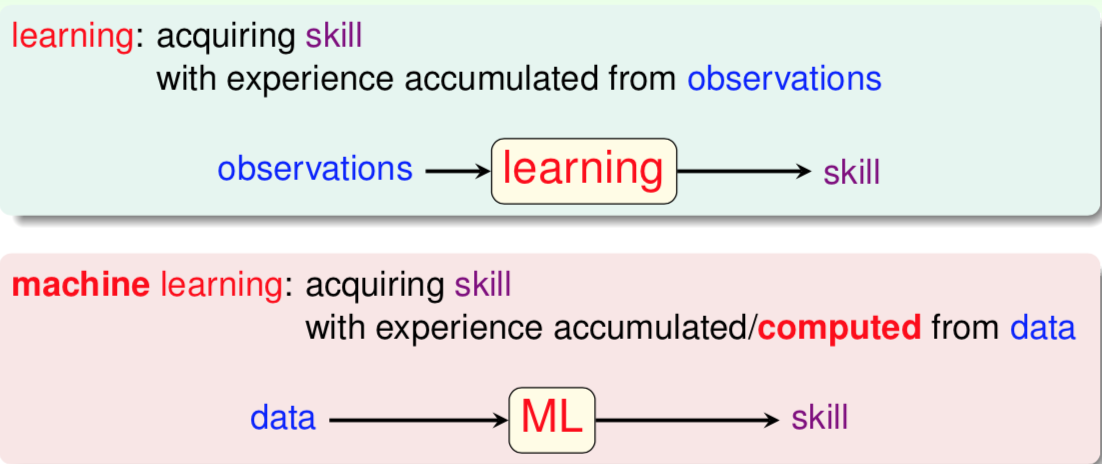 learning: acquiring skill
with experience accumulated from observations
observations learning skill
machine learning: acquiring skill
with experience accumulated/computed from data
data ML skill